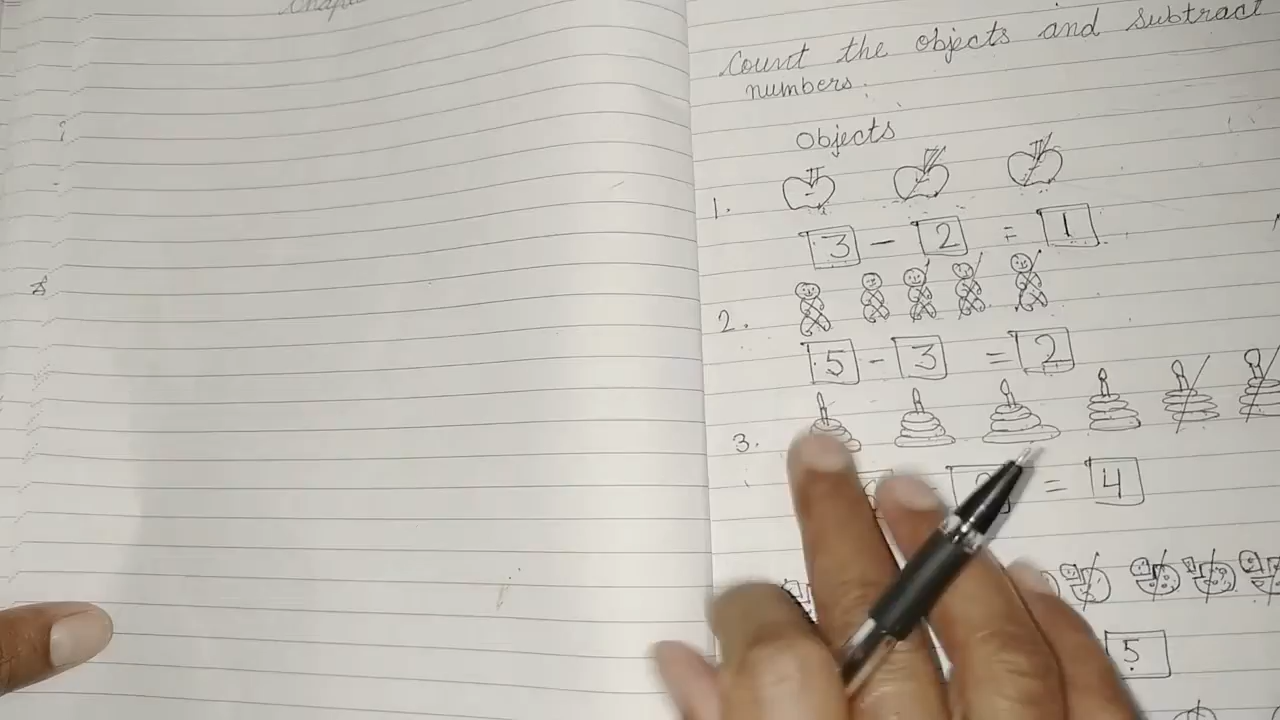 Count the objects and subtract
numbers.
Objects
1.
3 - 2 = 1
2.
5 - 3 = 2
3.
= 4
5